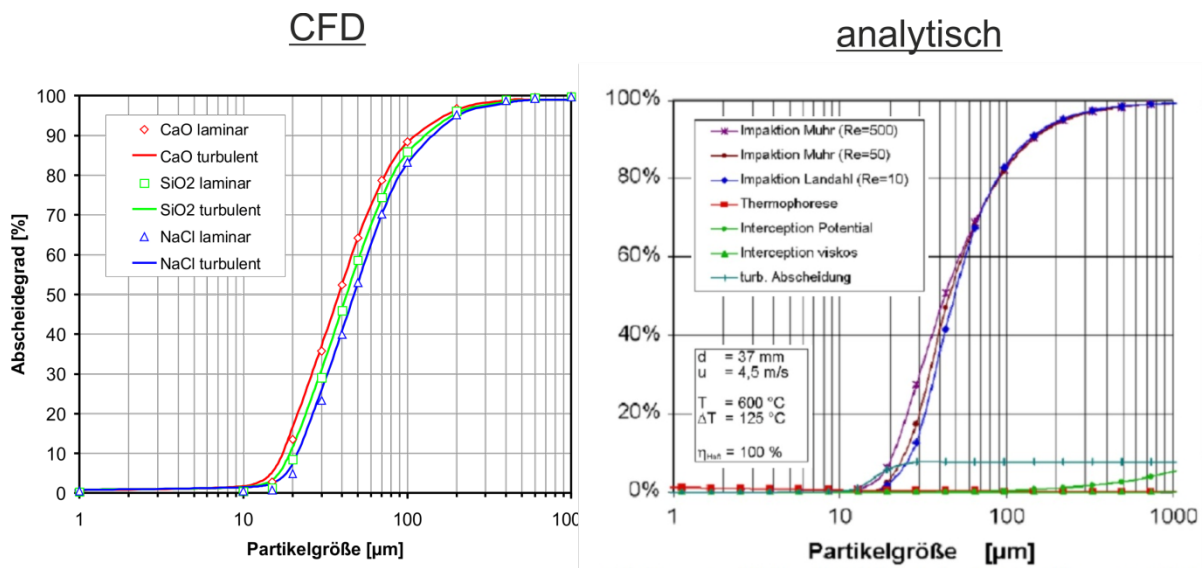 CFD
analytisch
100
90
80
70
60
50
40
30
20
10
0
Abscheidegrad [%]
CaO laminar
CaO turbulent
SiO2 laminar
SiO2 turbulent
NaCl laminar
NaCl turbulent
1
10
100
100
Partikelgröße [µm]
100%
80%
60%
40%
20%
0%
Impaktion Muhr (Re=500)
Impaktion Muhr (Re=50)
Impaktion Landahl (Re=10)
Thermophorese
Interception Potential
Interception viskos
turb. Abscheidung
d = 37 mm
u = 4,5 m/s
T = 600 °C
ΔT = 125 °C
ηHaft = 100 %
1
10
100
1000
Partikelgröße [µm]